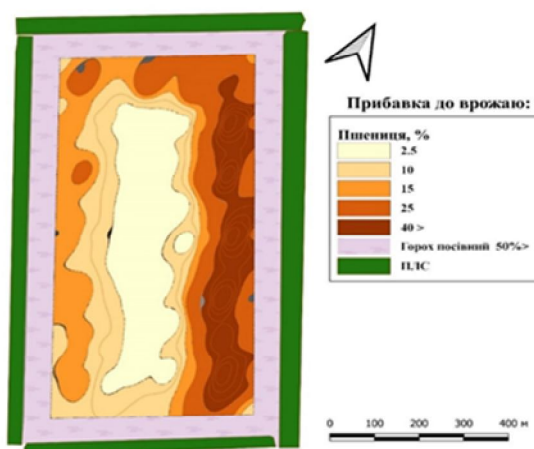 Прибавка до врожаю:
Пшениця, %
2.5
10
15
25
40 >
Горох посівний 50%>
ПЛС
0 100 200 300 400 м